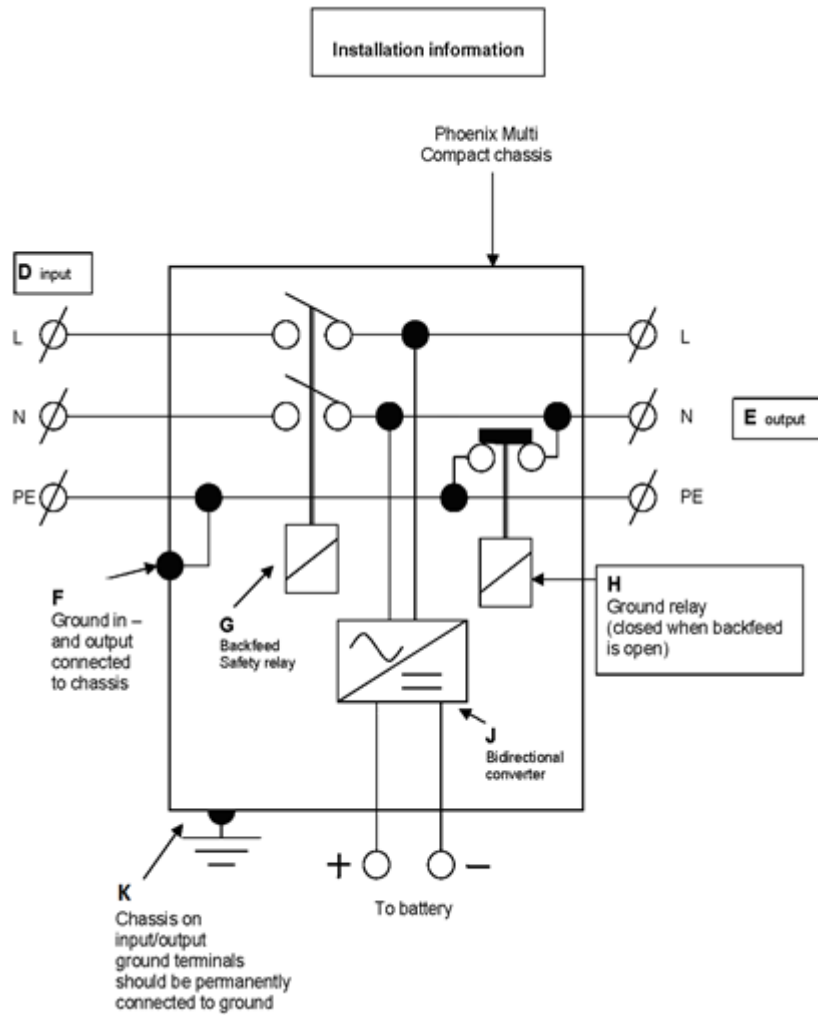 Installation information
Phoenix Multi
Compact chassis
D input
L
L
N
N
E output
PE
PE
F
Ground in –
and output
connected
to chassis
G
Backfeed
Safety relay
H
Ground relay
(closed when backfeed
is open)
J
Bidirectional
converter
+
−
To battery
K
Chassis on
input/output
ground terminals
should be permanently
connected to ground